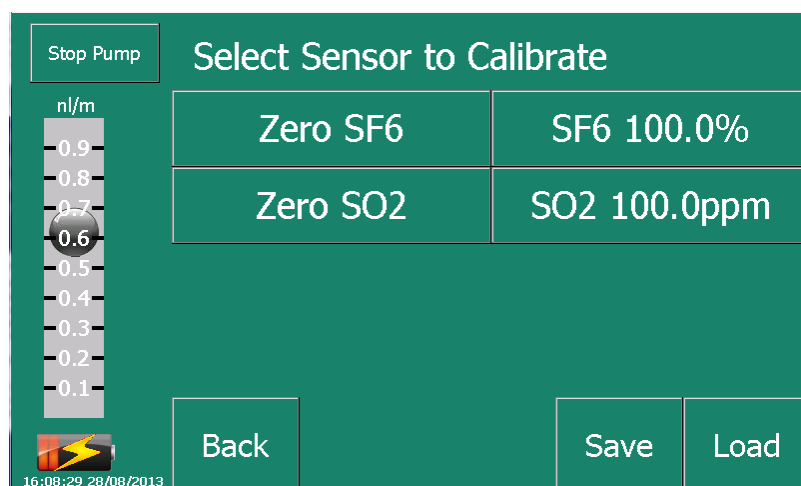 Stop Pump
Select Sensor to Calibrate
nl/m
Zero SF6
SF6 100.0%
Zero SO2
SO2 100.0ppm
0.9
0.8
0.7
0.6
0.5
0.4
0.3
0.2
0.1
Back
Save
Load
16:08:29 28/08/2013